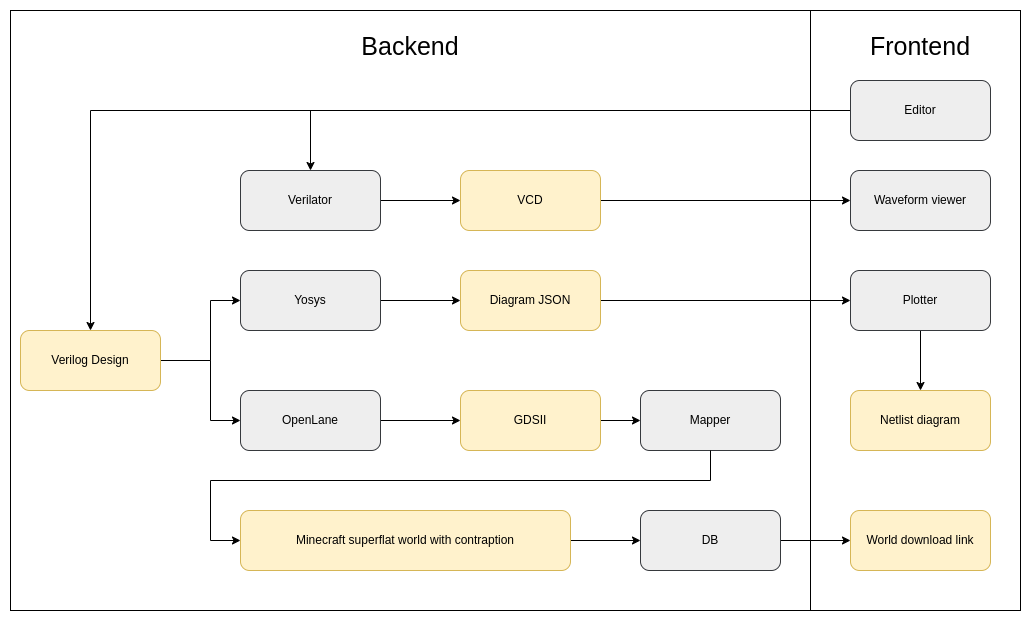 Backend
Frontend
Editor
Verilator
VCD
Waveform viewer
Yosys
Diagram JSON
Plotter
Verilog Design
OpenLane
GDSII
Mapper
Netlist diagram
Minecraft superflat world with contraption
DB
World download link